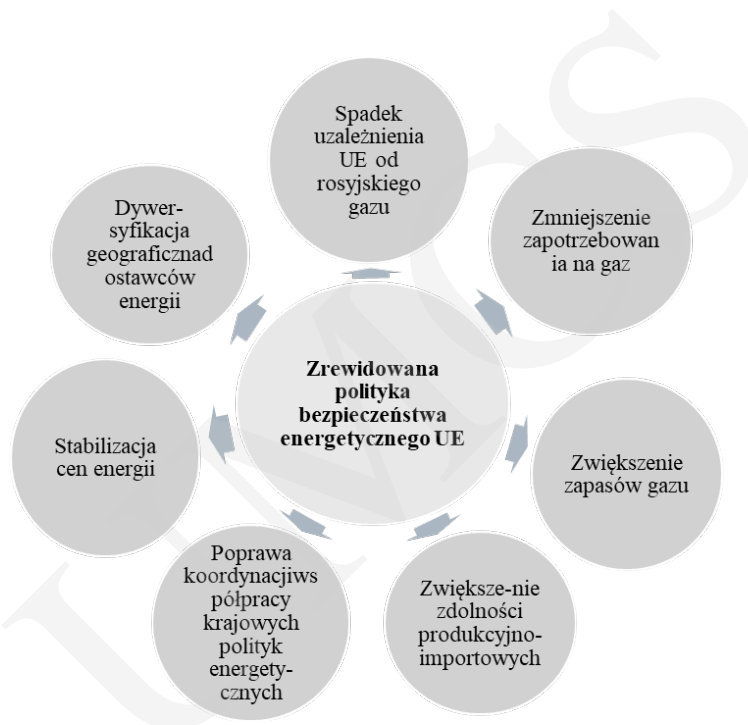 Spadek
uzależnienia
UE od
rosyjskiego
gazu
Zmniejszenie
zapotrzebowan
ia na gaz
Zwiększenie
zapasów gazu
Zwiększe-nie
zdolności
produkcyjno-
importowych
Poprawa
koordynacjiws
półpracy
krajowych
polityk
energety-
cznych
Stabilizacja
cen energii
Dywer-
syfikacja
geograficznad
ostawców
energii
Zrewidowana
polityka
bezpieczeństwa
energetycznego UE
UMCS